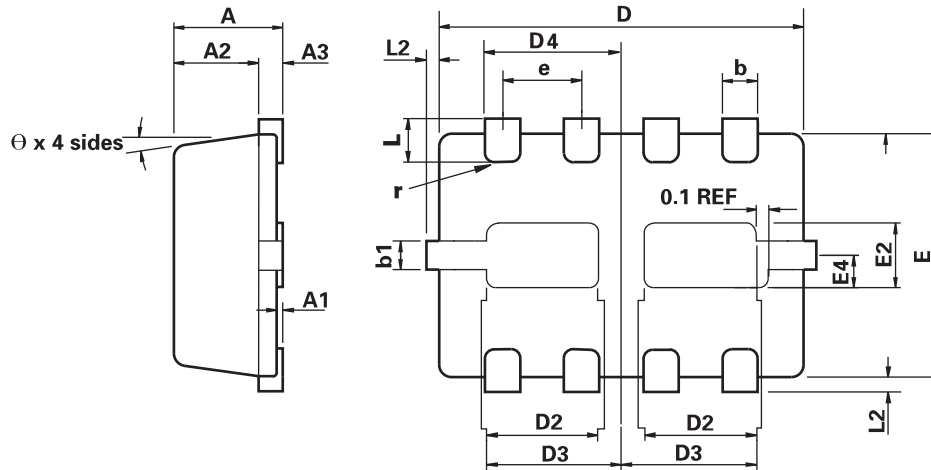 A
D
A2
A3
L2
D4
e
b
ϴ x 4 sides
L
r
0.1 REF
b1
E4
E2
E
A1
L2
D2
D2
D3
D3